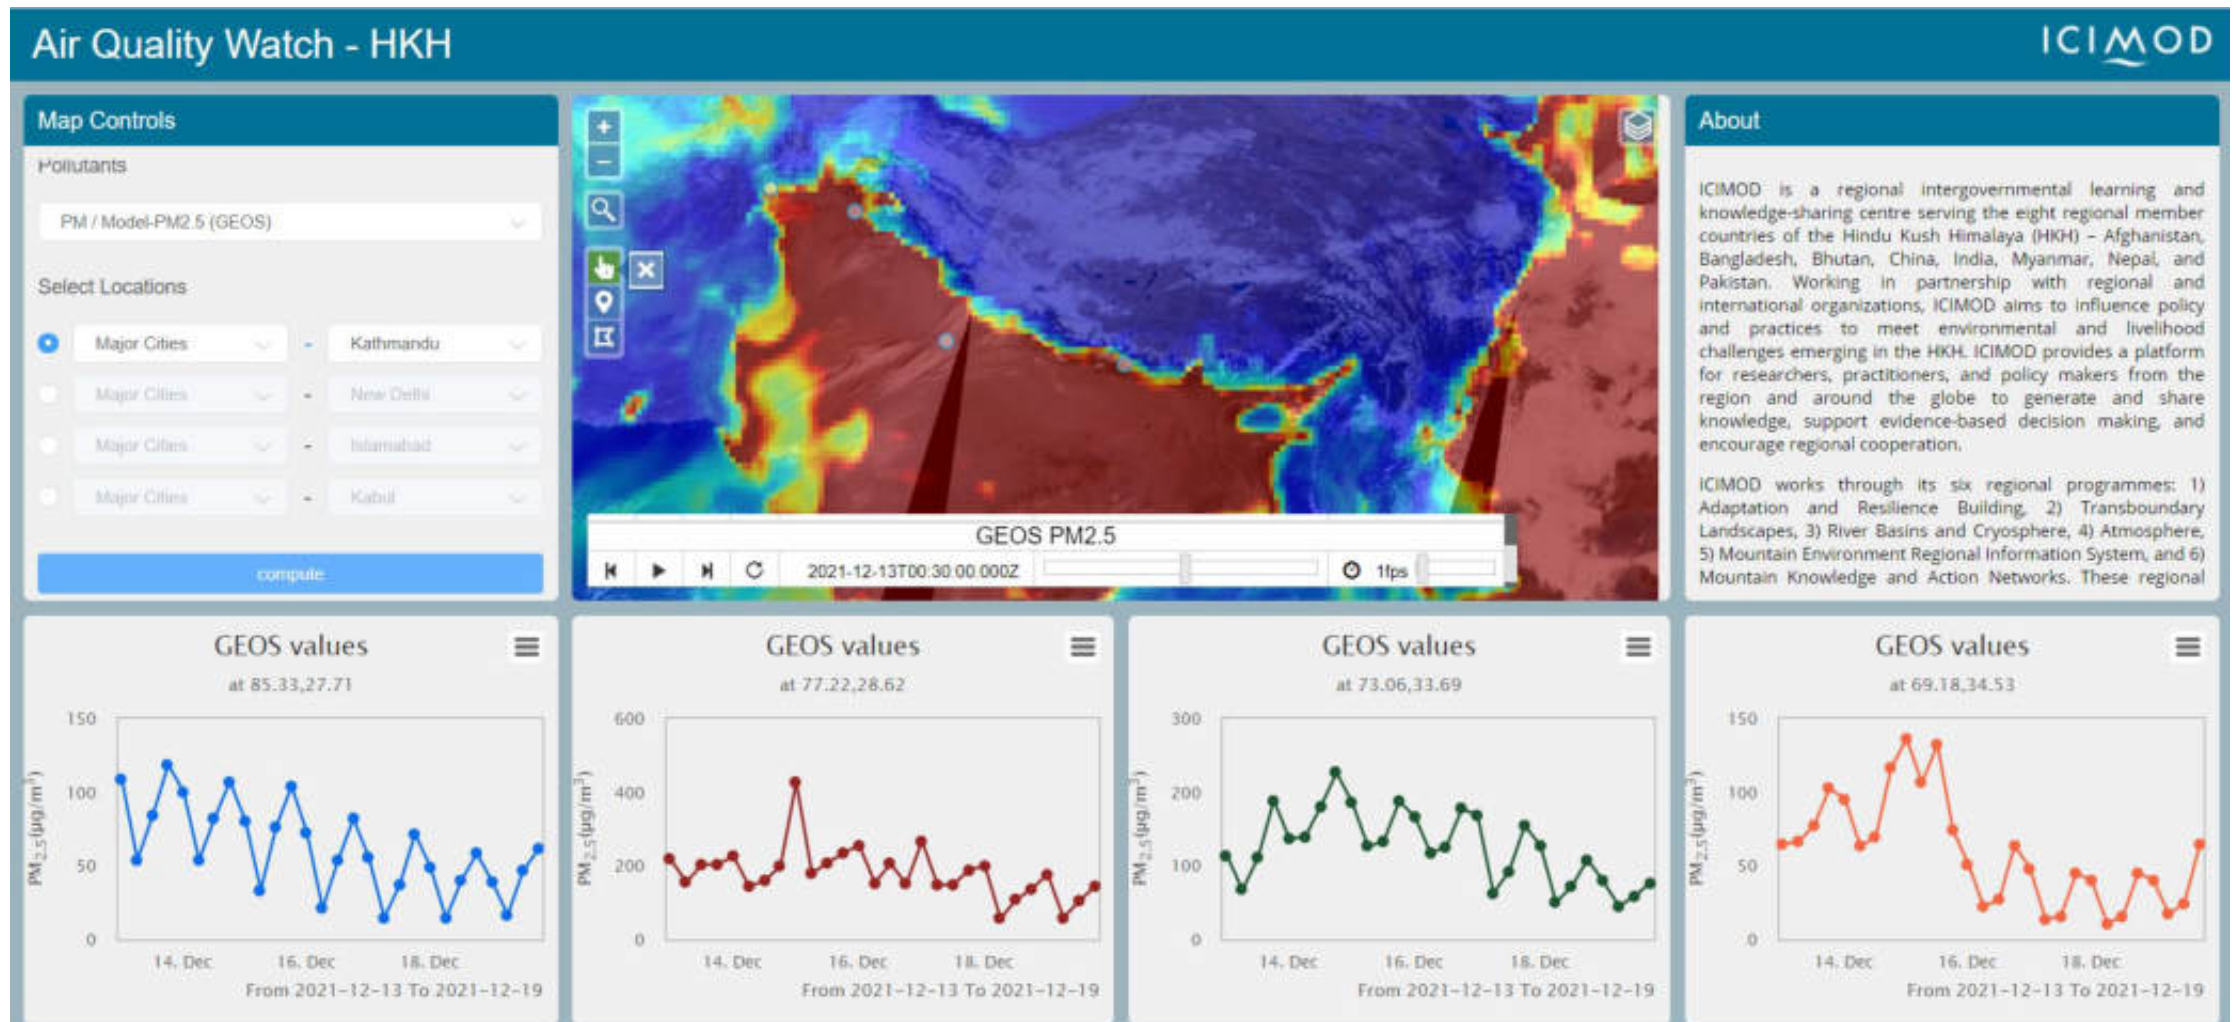 Air Quality Watch - HKH
ICIMOD
Map Controls
Pollutants
PM / Model-PM2.5 (GEOS)
Select Locations
Major Cities - Kathmandu
Major Cities - New Delhi
Major Cities - Islamabad
Major Cities - Kabul
compute
GEOS PM2.5
2021-12-13T00:30:00.000Z
1fps
About
ICIMOD is a regional intergovernmental learning and
knowledge-sharing centre serving the eight regional member
countries of the Hindu Kush Himalaya (HKH) – Afghanistan,
Bangladesh, Bhutan, China, India, Myanmar, Nepal, and
Pakistan. Working in partnership with regional and
international organizations, ICIMOD aims to influence policy
and practices to meet environmental and livelihood
challenges emerging in the HKH. ICIMOD provides a platform
for researchers, practitioners, and policy makers from the
region and around the globe to generate and share
knowledge, support evidence-based decision making, and
encourage regional cooperation.
ICIMOD works through its six regional programmes: 1)
Adaptation and Resilience Building, 2) Transboundary
Landscapes, 3) River Basins and Cryosphere, 4) Atmosphere,
5) Mountain Environment Regional Information System, and 6)
Mountain Knowledge and Action Networks. These regional
GEOS values
at 85.33,27.71
PM2.5(µg/m³)
150
100
50
0
14. Dec 16. Dec 18. Dec
From 2021-12-13 To 2021-12-19
GEOS values
at 77.22,28.62
PM2.5(µg/m³)
600
400
200
0
14. Dec 16. Dec 18. Dec
From 2021-12-13 To 2021-12-19
GEOS values
at 73.06,33.69
PM2.5(µg/m³)
300
200
100
0
14. Dec 16. Dec 18. Dec
From 2021-12-13 To 2021-12-19
GEOS values
at 69.18,34.53
PM2.5(µg/m³)
150
100
50
0
14. Dec 16. Dec 18. Dec
From 2021-12-13 To 2021-12-19